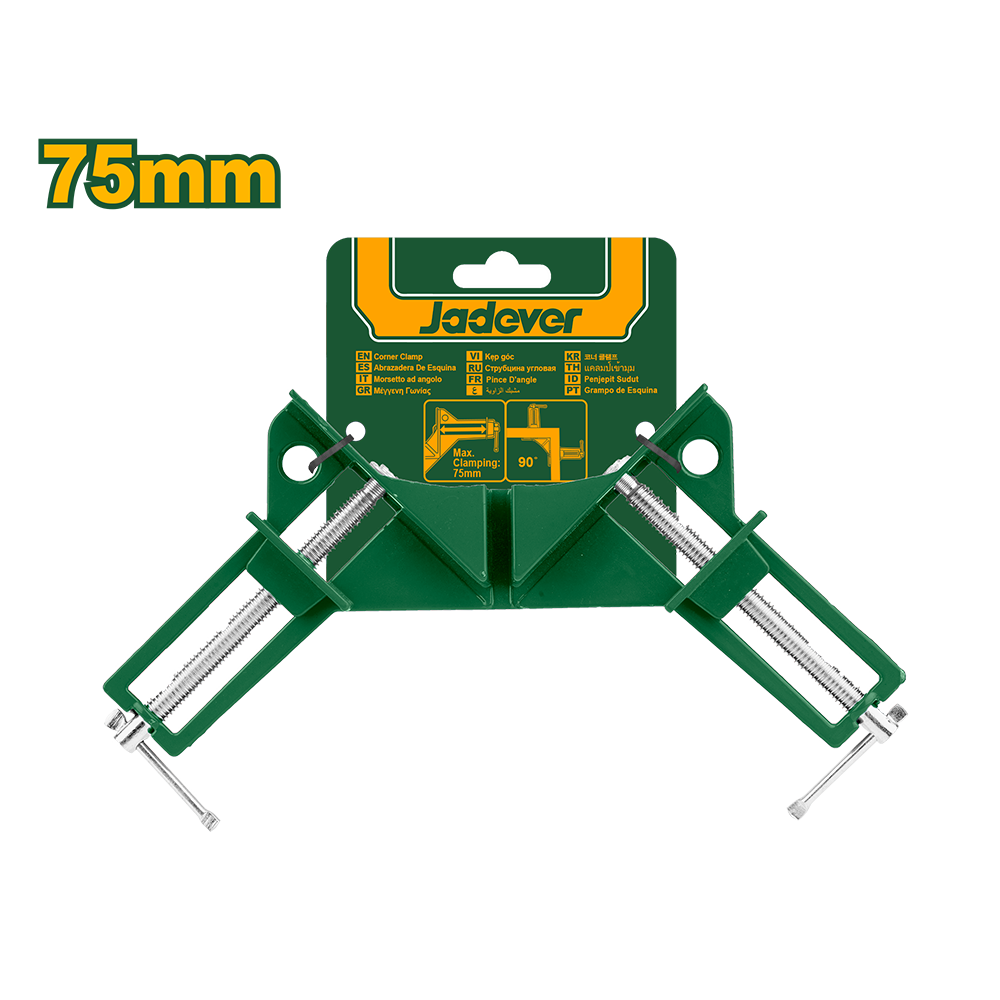 75mm
Jadever
EN Corner Clamp
ES Abrazadera De Esquina
IT Morsetto ad angolo
GR Μέγγενη Γωνίας
VI Kẹp góc
RU Струбцина угловая
FR Pince D'angle
ع مشبك الزاوية
KR 코너 클램프
TH แคลมป์เข้ามุม
ID Penjepit Sudut
PT Grampo de Esquina
Max.
Clamping:
75mm
90°